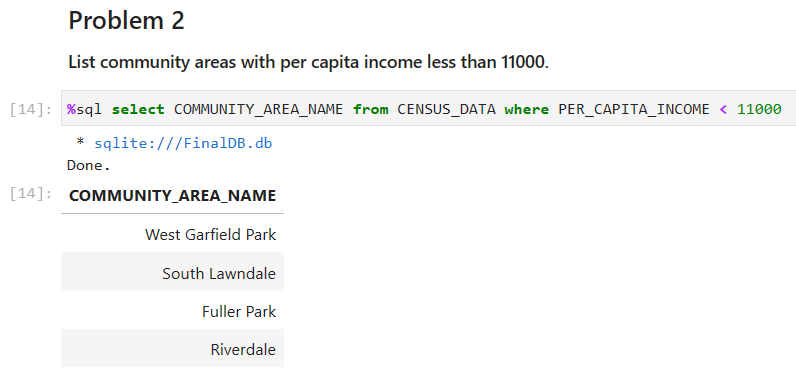 Problem 2
List community areas with per capita income less than 11000.
[14]: %sql select COMMUNITY_AREA_NAME from CENSUS_DATA where PER_CAPITA_INCOME < 11000
* sqlite:///FinalDB.db
Done.
[14]: COMMUNITY_AREA_NAME
West Garfield Park
South Lawndale
Fuller Park
Riverdale